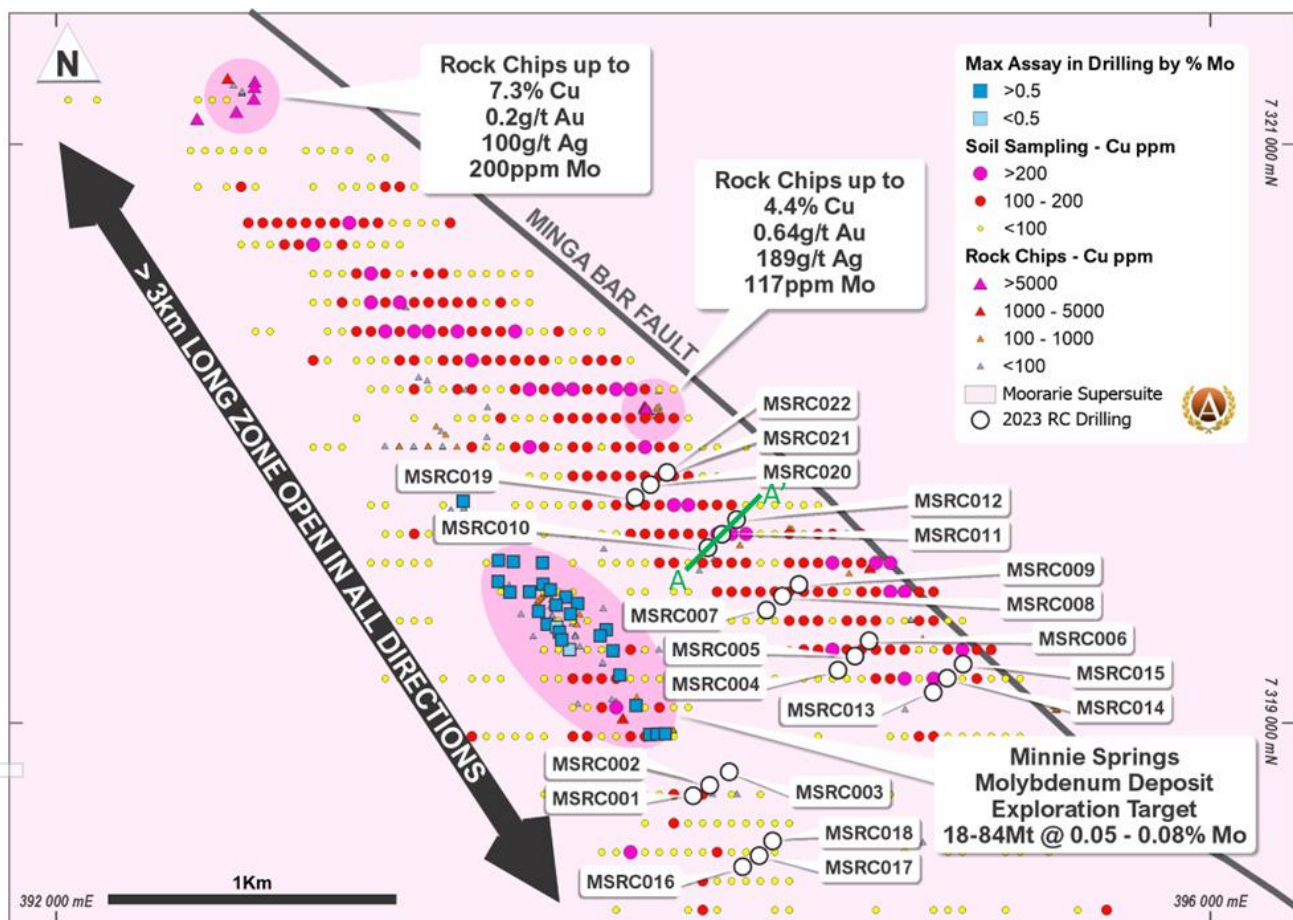 N
Rock Chips up to
7.3% Cu
0.2g/t Au
100g/t Ag
200ppm Mo
Rock Chips up to
4.4% Cu
0.64g/t Au
189g/t Ag
117ppm Mo
MINGA BAR FAULT
Max Assay in Drilling by % Mo
>0.5
<0.5
Soil Sampling - Cu ppm
>200
100 - 200
<100
Rock Chips - Cu ppm
>5000
1000 - 5000
100 - 1000
<100
Moorarie Supersuite
2023 RC Drilling
A
7 321 000 mN
> 3km LONG ZONE OPEN IN ALL DIRECTIONS
MSRC022
MSRC021
MSRC020
MSRC019
A'
MSRC012
MSRC011
MSRC010
A
MSRC009
MSRC008
MSRC007
MSRC006
MSRC005
MSRC004
MSRC015
MSRC014
MSRC013
7 319 000 mN
MSRC002
MSRC001
MSRC003
Minnie Springs
Molybdenum Deposit
Exploration Target
18-84Mt @ 0.05 - 0.08% Mo
MSRC018
MSRC017
MSRC016
392 000 mE
1Km
396 000 mE